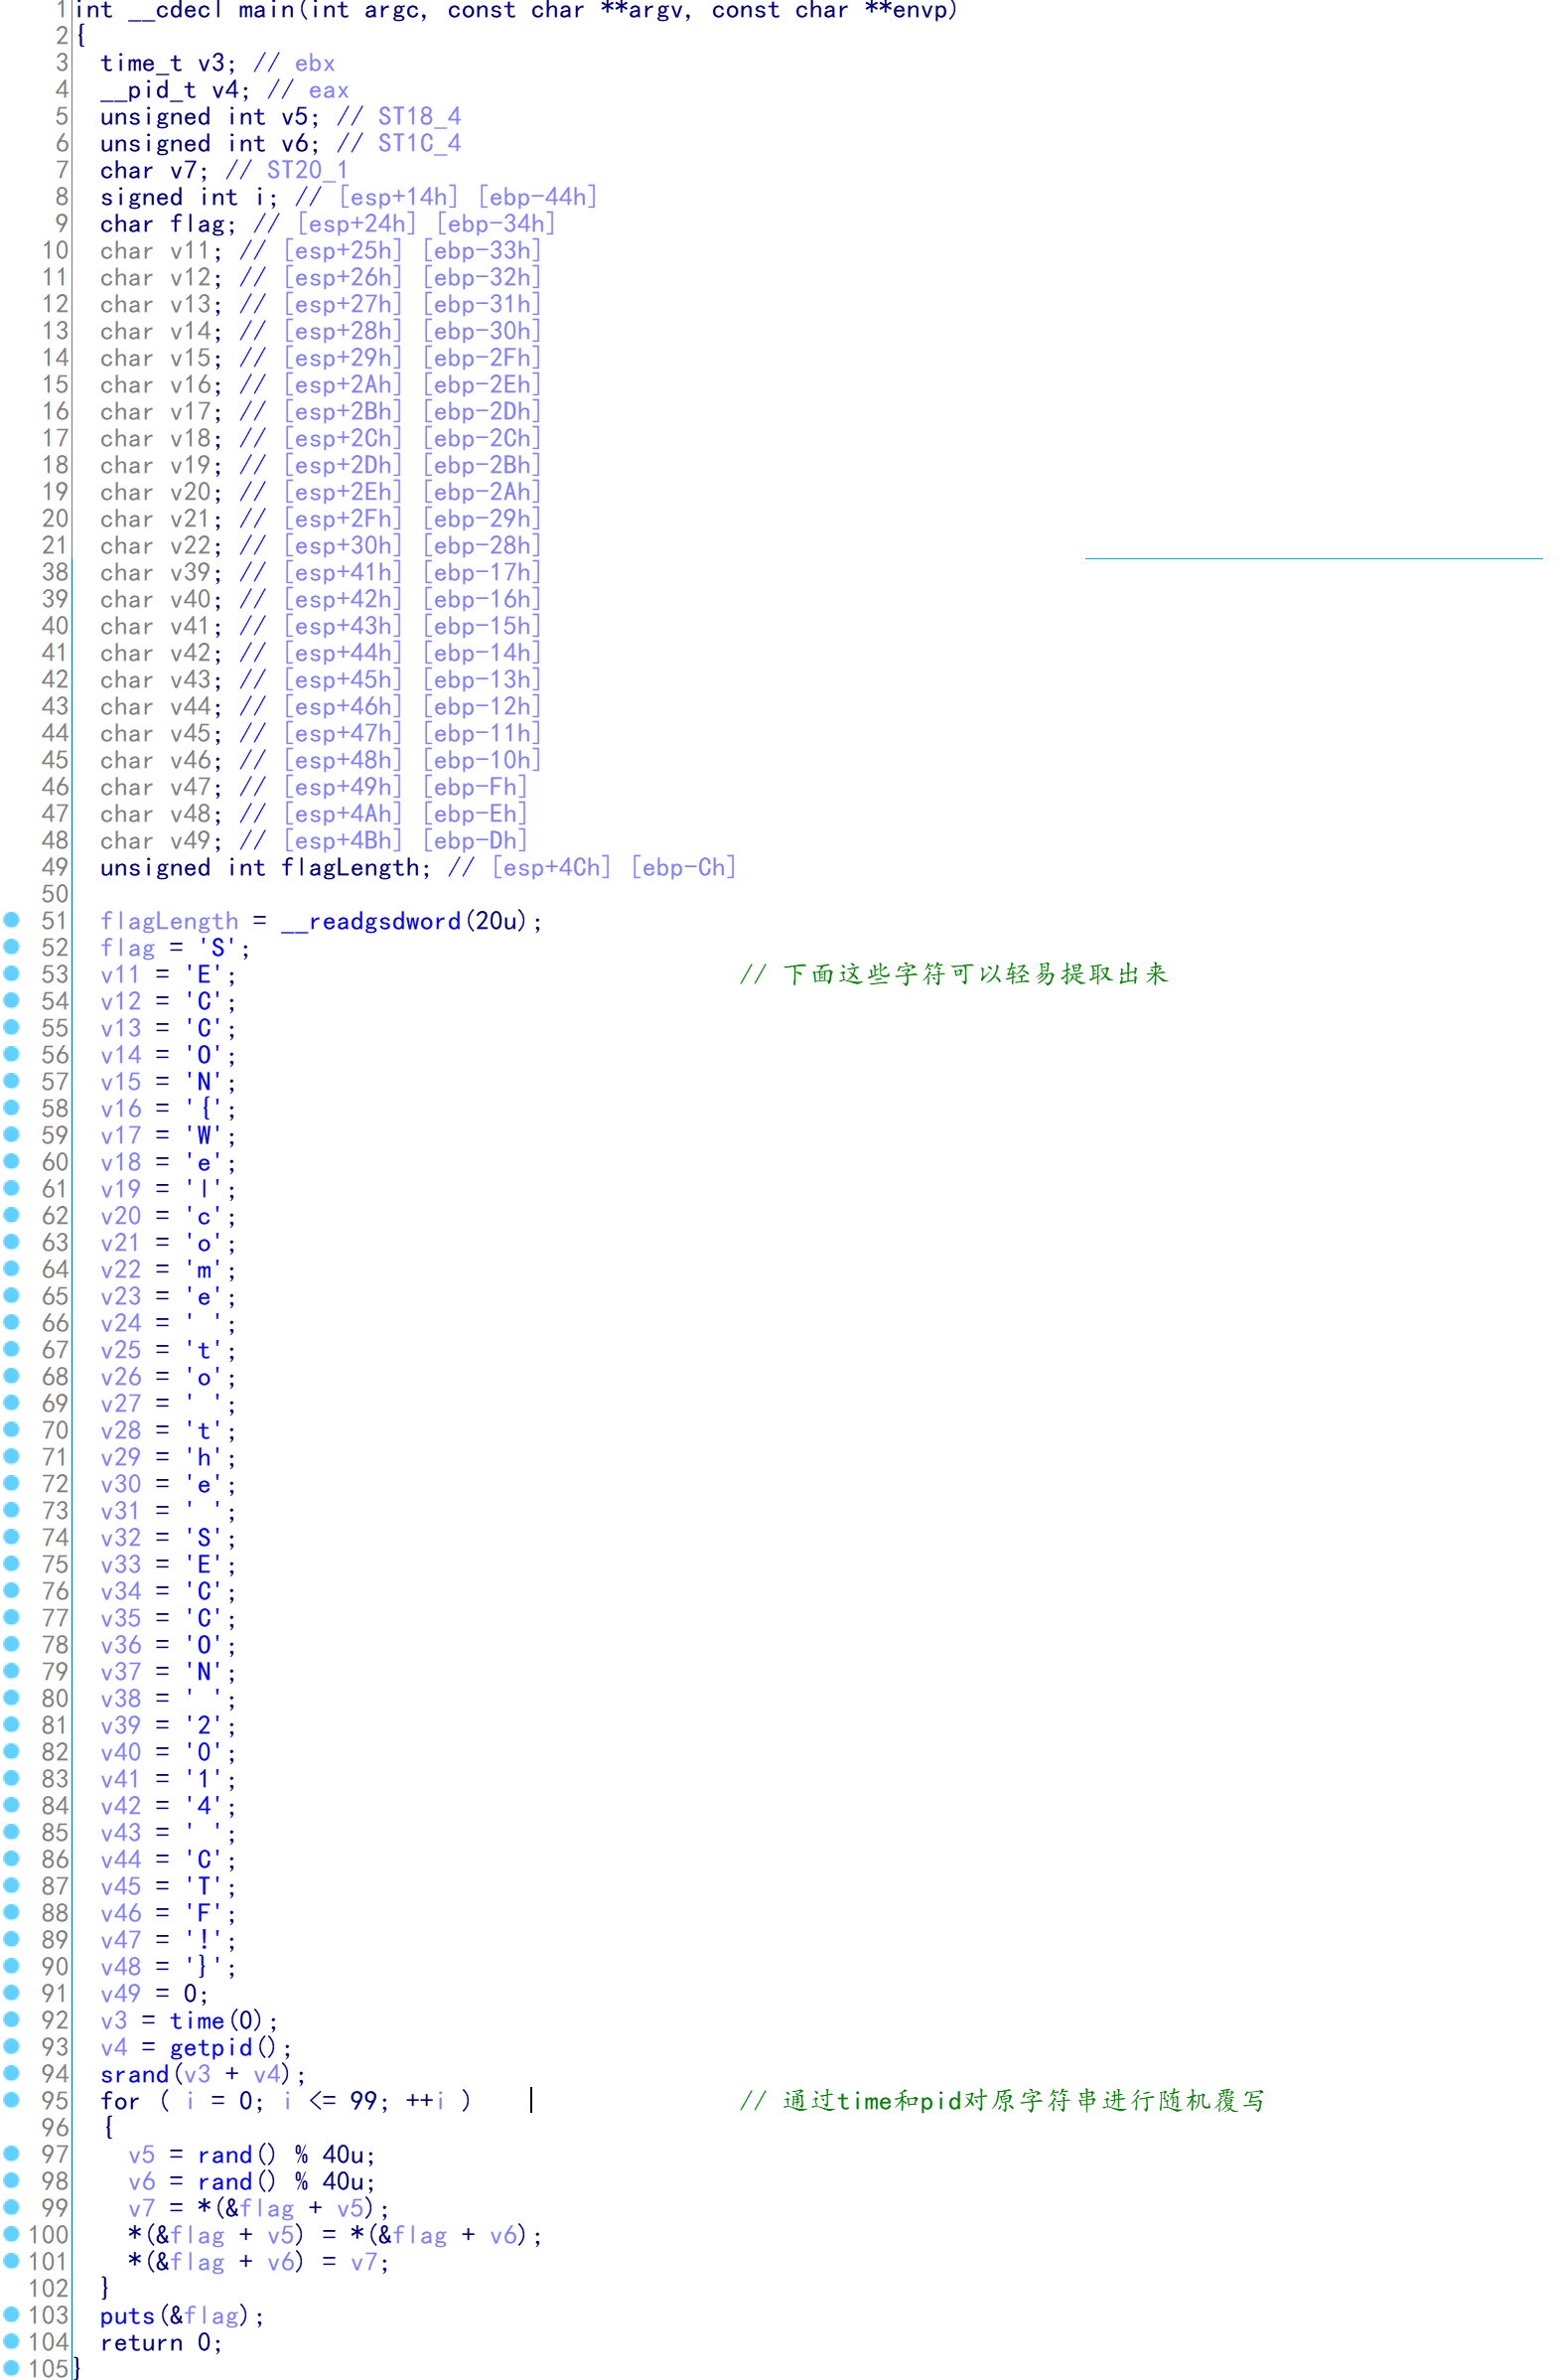 1 int __cdecl main(int argc, const char **argv, const char **envp)
2 {
3   time_t v3; // ebx
4   __pid_t v4; // eax
5   unsigned int v5; // ST18_4
6   unsigned int v6; // ST1C_4
7   char v7; // ST20_1
8   signed int i; // [esp+14h] [ebp-44h]
9   char flag; // [esp+24h] [ebp-34h]
10   char v11; // [esp+25h] [ebp-33h]
11   char v12; // [esp+26h] [ebp-32h]
12   char v13; // [esp+27h] [ebp-31h]
13   char v14; // [esp+28h] [ebp-30h]
14   char v15; // [esp+29h] [ebp-2Fh]
15   char v16; // [esp+2Ah] [ebp-2Eh]
16   char v17; // [esp+2Bh] [ebp-2Dh]
17   char v18; // [esp+2Ch] [ebp-2Ch]
18   char v19; // [esp+2Dh] [ebp-2Bh]
19   char v20; // [esp+2Eh] [ebp-2Ah]
20   char v21; // [esp+2Fh] [ebp-29h]
21   char v22; // [esp+30h] [ebp-28h]
38   char v39; // [esp+41h] [ebp-17h]
39   char v40; // [esp+42h] [ebp-16h]
40   char v41; // [esp+43h] [ebp-15h]
41   char v42; // [esp+44h] [ebp-14h]
42   char v43; // [esp+45h] [ebp-13h]
43   char v44; // [esp+46h] [ebp-12h]
44   char v45; // [esp+47h] [ebp-11h]
45   char v46; // [esp+48h] [ebp-10h]
46   char v47; // [esp+49h] [ebp-Fh]
47   char v48; // [esp+4Ah] [ebp-Eh]
48   char v49; // [esp+4Bh] [ebp-Dh]
49   unsigned int flagLength; // [esp+4Ch] [ebp-Ch]
50
51   flagLength = __readgsdword(20u);
52   flag = 'S';
53   v11 = 'E'; // 下面这些字符可以轻易提取出来
54   v12 = 'C';
55   v13 = 'C';
56   v14 = 'O';
57   v15 = 'N';
58   v16 = '{';
59   v17 = 'W';
60   v18 = 'e';
61   v19 = 'l';
62   v20 = 'c';
63   v21 = 'o';
64   v22 = 'm';
65   v23 = 'e';
66   v24 = ' ';
67   v25 = 't';
68   v26 = 'o';
69   v27 = ' ';
70   v28 = 't';
71   v29 = 'h';
72   v30 = 'e';
73   v31 = ' ';
74   v32 = 'S';
75   v33 = 'E';
76   v34 = 'C';
77   v35 = 'C';
78   v36 = 'O';
79   v37 = 'N';
80   v38 = ' ';
81   v39 = '2';
82   v40 = '0';
83   v41 = '1';
84   v42 = '4';
85   v43 = ' ';
86   v44 = 'C';
87   v45 = 'T';
88   v46 = 'F';
89   v47 = '!';
90   v48 = '}';
91   v49 = 0;
92   v3 = time(0);
93   v4 = getpid();
94   srand(v3 + v4);
95   for ( i = 0; i <= 99; ++i ) // 通过time和pid对原字符串进行随机覆写
96   {
97     v5 = rand() % 40u;
98     v6 = rand() % 40u;
99     v7 = *(&flag + v5);
100     *(&flag + v5) = *(&flag + v6);
101     *(&flag + v6) = v7;
102   }
103   puts(&flag);
104   return 0;
105 }